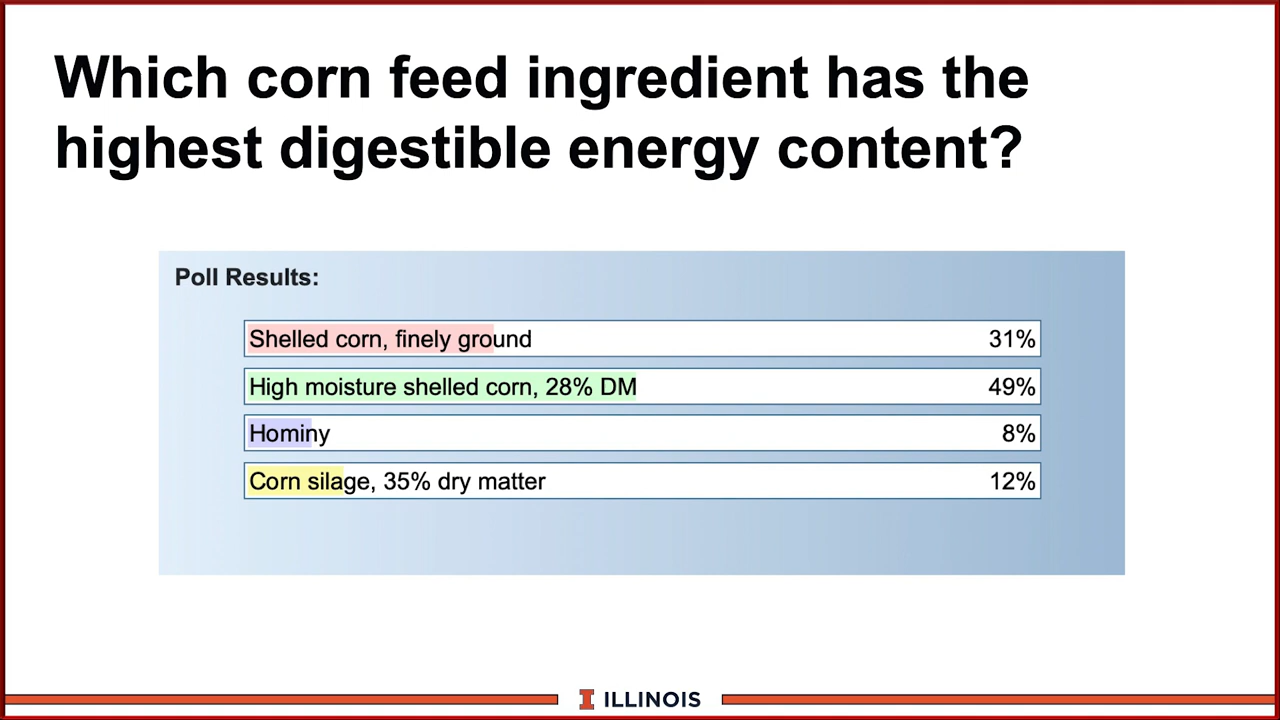 Which corn feed ingredient has the
highest digestible energy content?
Poll Results:
Shelled corn, finely ground 31%
High moisture shelled corn, 28% DM 49%
Hominy 8%
Corn silage, 35% dry matter 12%
I ILLINOIS